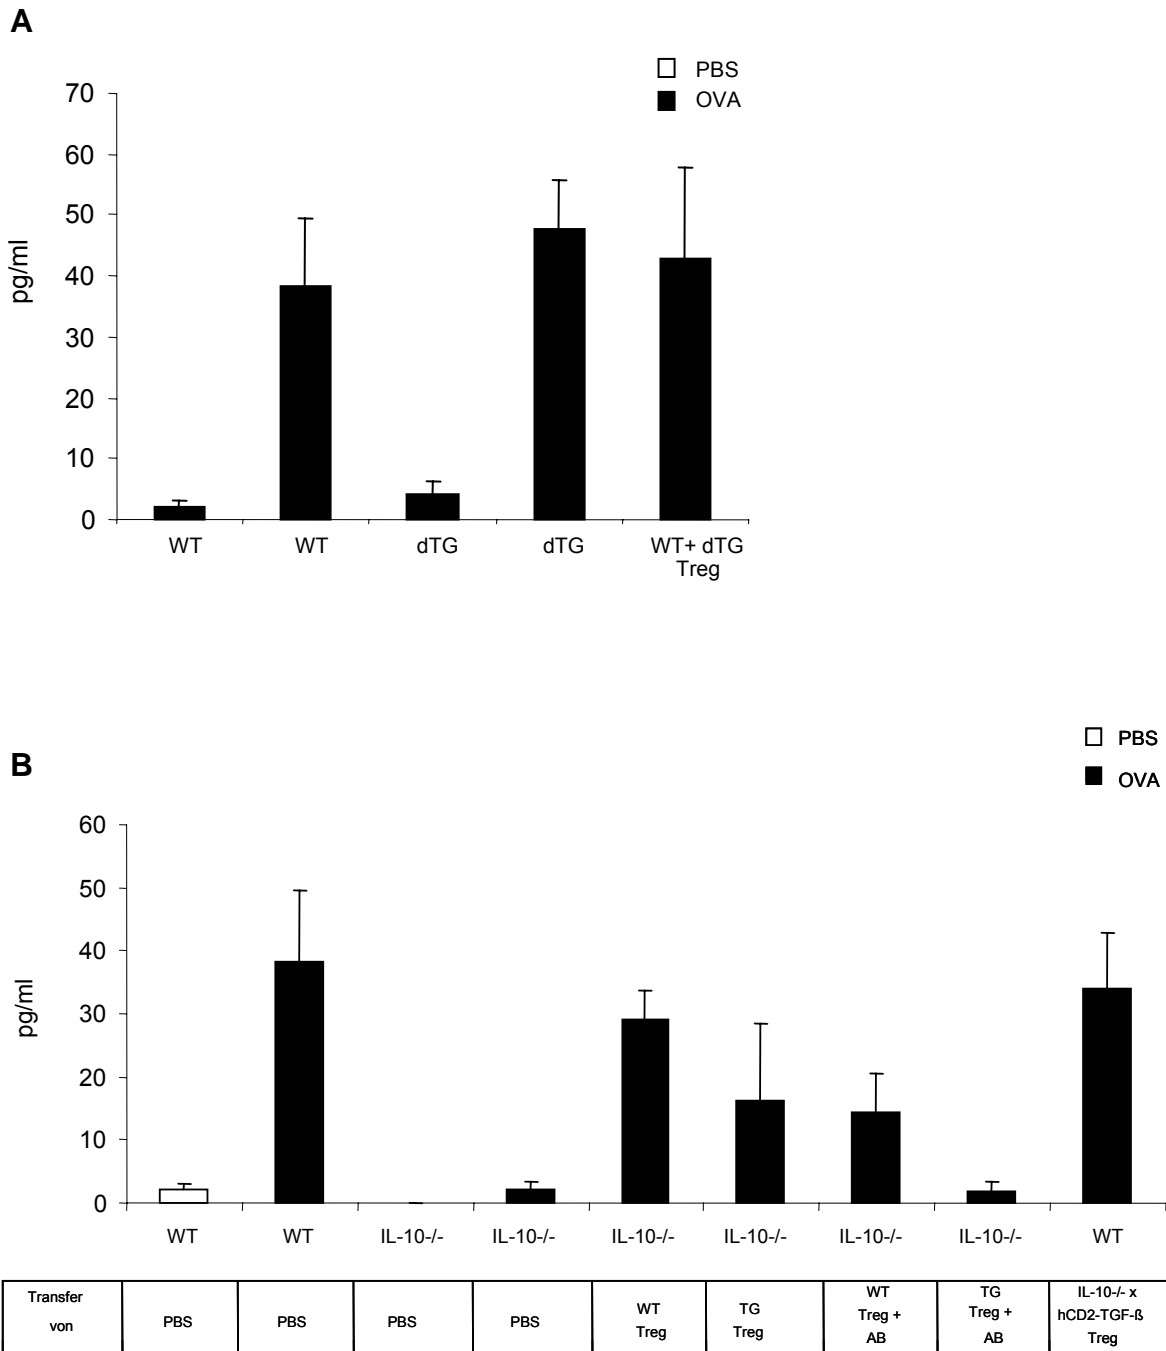 A
PBS
OVA
70
60
50
40
30
20
10
0
pg/ml
WT
WT
dTG
dTG
WT+ dTG
Treg
B
PBS
OVA
60
50
40
30
20
10
0
pg/ml
WT
WT
IL-10-/-
IL-10-/-
IL-10-/-
IL-10-/-
IL-10-/-
IL-10-/-
WT
Transfer
von
PBS
PBS
PBS
PBS
WT
Treg
TG
Treg
WT
Treg +
AB
TG
Treg +
AB
IL-10-/- x
hCD2-TGF-ß
Treg